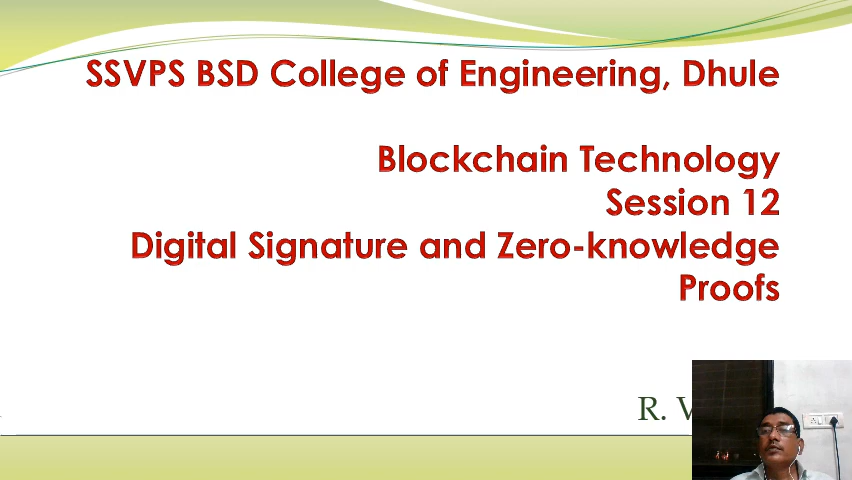 SSVPS BSD College of Engineering, Dhule
Blockchain Technology
Session 12
Digital Signature and Zero-knowledge
Proofs
R.